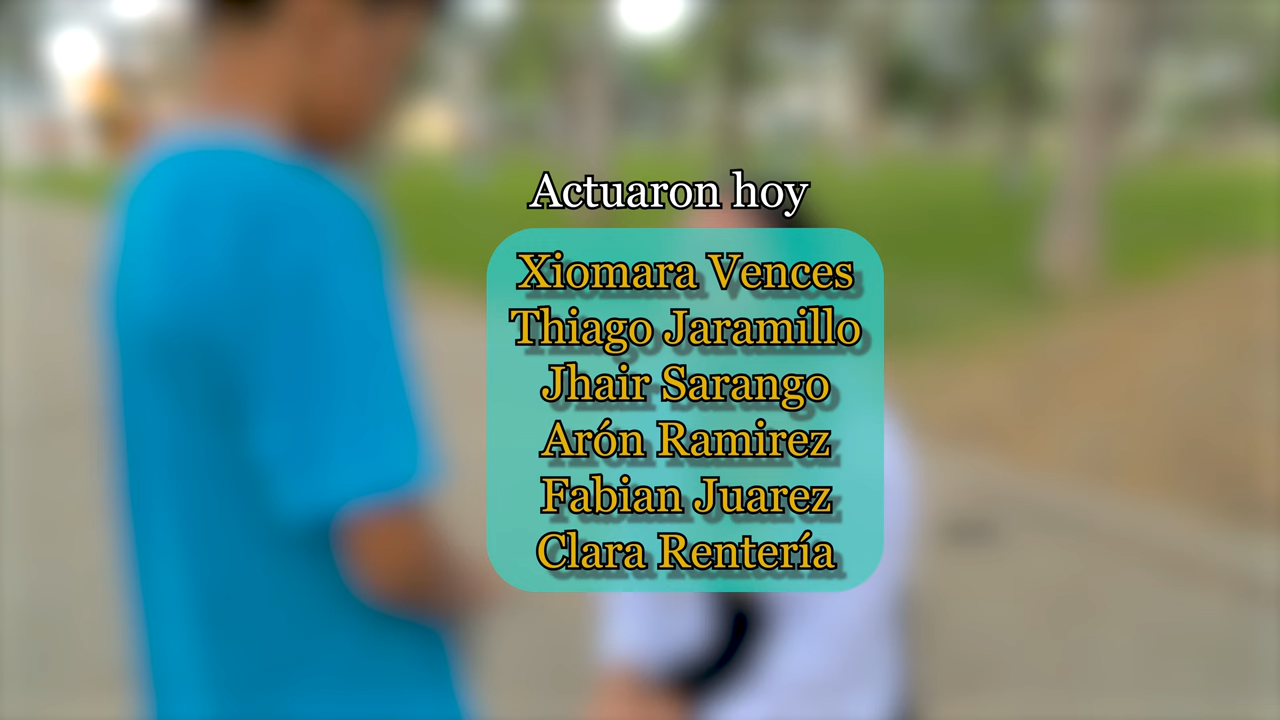 Actuaron hoy
Xiomara Vences
Thiago Jaramillo
Jhair Sarango
Arón Ramirez
Fabian Juarez
Clara Rentería